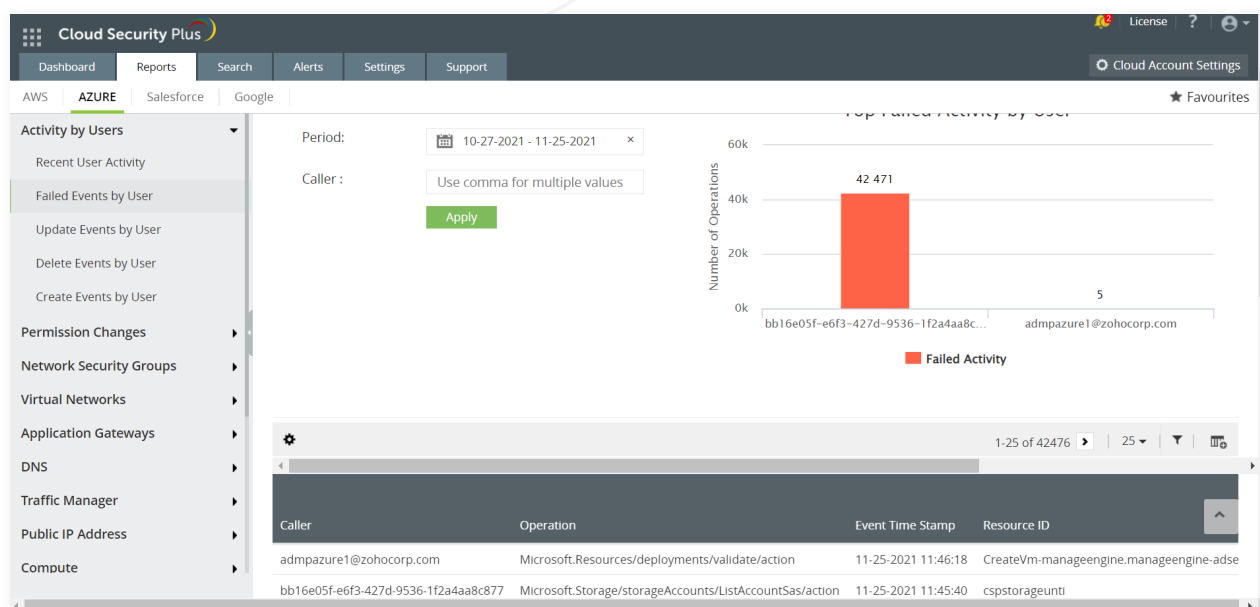 Cloud Security Plus
2
License
?
Dashboard
Reports
Search
Alerts
Settings
Support
Cloud Account Settings
AWS
AZURE
Salesforce
Google
Favourites
Activity by Users
Recent User Activity
Failed Events by User
Update Events by User
Delete Events by User
Create Events by User
Permission Changes
Network Security Groups
Virtual Networks
Application Gateways
DNS
Traffic Manager
Public IP Address
Compute
Period:
10-27-2021 - 11-25-2021 ×
Caller :
Use comma for multiple values
Apply
Top Failed Activity by User
Number of Operations
60k
40k
20k
0k
42 471
5
bb16e05f-e6f3-427d-9536-1f2a4aa8c...
admpazure1@zohocorp.com
Failed Activity
1-25 of 42476
25
Caller Operation Event Time Stamp Resource ID
admpazure1@zohocorp.com Microsoft.Resources/deployments/validate/action 11-25-2021 11:46:18 CreateVm-manageengine.manageengine-adse
bb16e05f-e6f3-427d-9536-1f2a4aa8c877 Microsoft.Storage/storageAccounts/ListAccountSas/action 11-25-2021 11:45:40 cspstorageunti